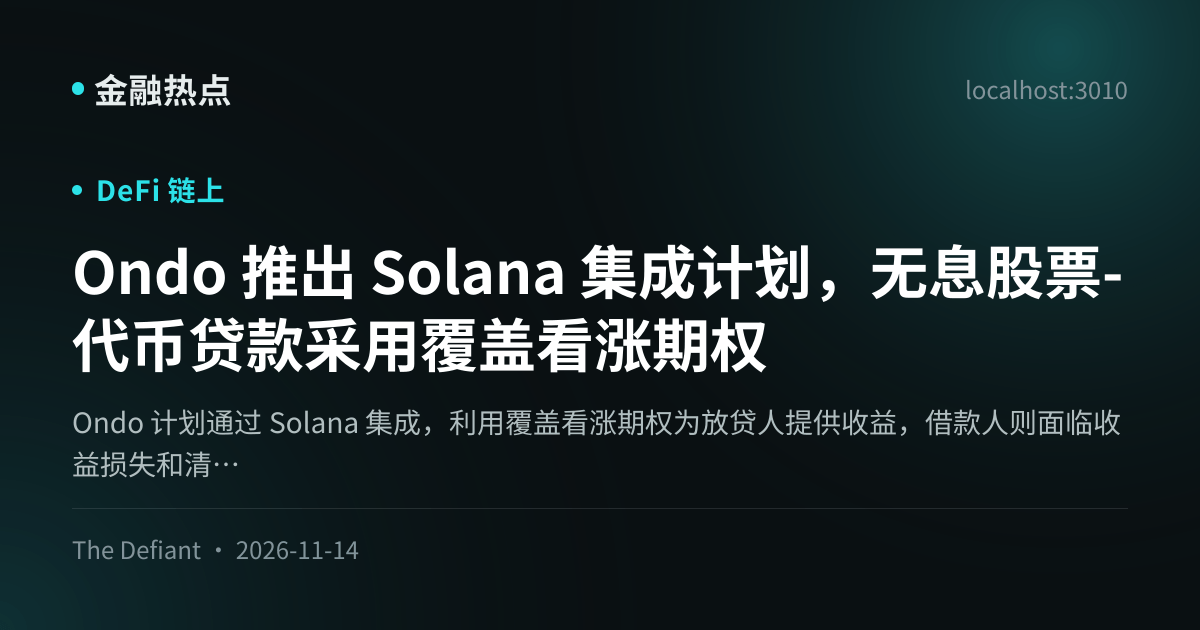 金融热点
localhost:3010
DeFi 链上
Ondo 推出 Solana 集成计划，无息股票-
代币贷款采用覆盖看涨期权
Ondo 计划通过 Solana 集成，利用覆盖看涨期权为放贷人提供收益，借款人则面临收
益损失和清…
The Defiant • 2026-11-14